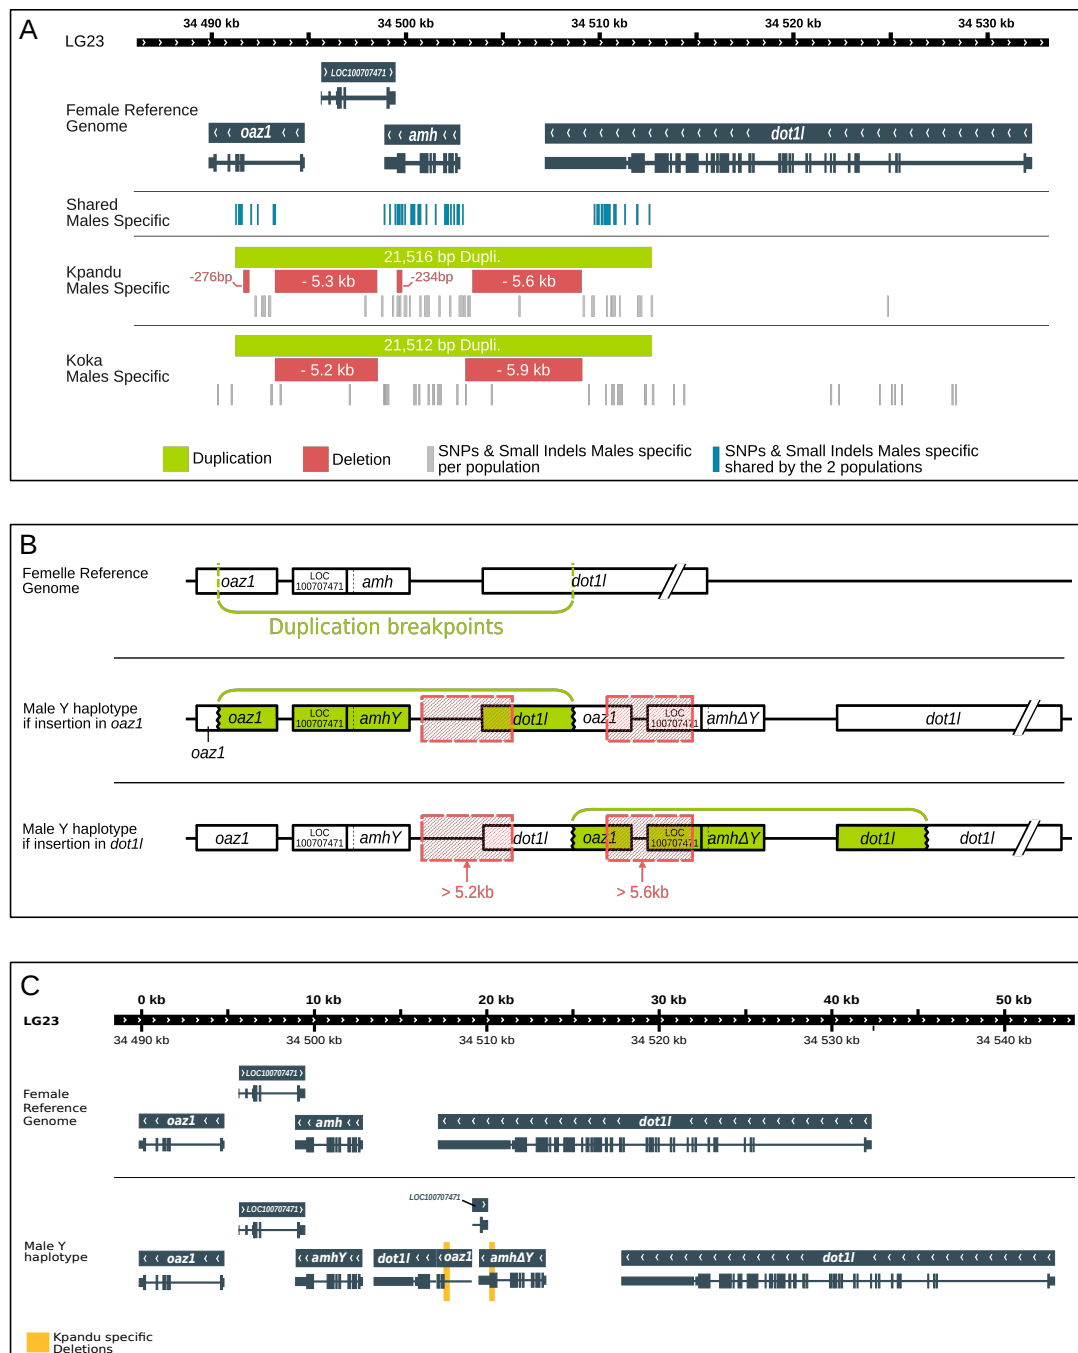 A
34 490 kb 34 500 kb 34 510 kb 34 520 kb 34 530 kb
LG23
LOC100707471
Female Reference
Genome
oaz1 amh dot1l
Shared
Males Specific
21,516 bp Dupli.
Kpandu
Males Specific
-276bp - 5.3 kb -234bp - 5.6 kb
21,512 bp Dupli.
Koka
Males Specific
- 5.2 kb - 5.9 kb
Duplication
Deletion
SNPs & Small Indels Males specific
per population
SNPs & Small Indels Males specific
shared by the 2 populations
B
Femelle Reference
Genome
oaz1 LOC
100707471 amh dot1l
Duplication breakpoints
Male Y haplotype
if insertion in oaz1
oaz1 LOC
100707471 amhY dot1l oaz1 LOC
100707471 amhΔY dot1l
oaz1
Male Y haplotype
if insertion in dot1l
oaz1 LOC
100707471 amhY dot1l oaz1 LOC
100707471 amhΔY dot1l dot1l
> 5.2kb > 5.6kb
C
0 kb 10 kb 20 kb 30 kb 40 kb 50 kb
LG23
34 490 kb 34 500 kb 34 510 kb 34 520 kb 34 530 kb 34 540 kb
LOC100707471
Female
Reference
Genome
oaz1 amh dot1l
LOC100707471
LOC100707471
Male Y
haplotype
oaz1 amhY dot1l oaz1 amhΔY dot1l
Kpandu specific
Deletions